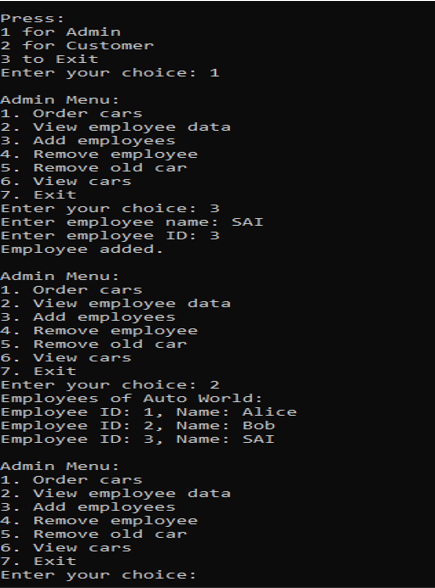 Press:
1 for Admin
2 for Customer
3 to Exit
Enter your choice: 1
Admin Menu:
1. Order cars
2. View employee data
3. Add employees
4. Remove employee
5. Remove old car
6. View cars
7. Exit
Enter your choice: 3
Enter employee name: SAI
Enter employee ID: 3
Employee added.
Admin Menu:
1. Order cars
2. View employee data
3. Add employees
4. Remove employee
5. Remove old car
6. View cars
7. Exit
Enter your choice: 2
Employees of Auto World:
Employee ID: 1, Name: Alice
Employee ID: 2, Name: Bob
Employee ID: 3, Name: SAI
Admin Menu:
1. Order cars
2. View employee data
3. Add employees
4. Remove employee
5. Remove old car
6. View cars
7. Exit
Enter your choice: